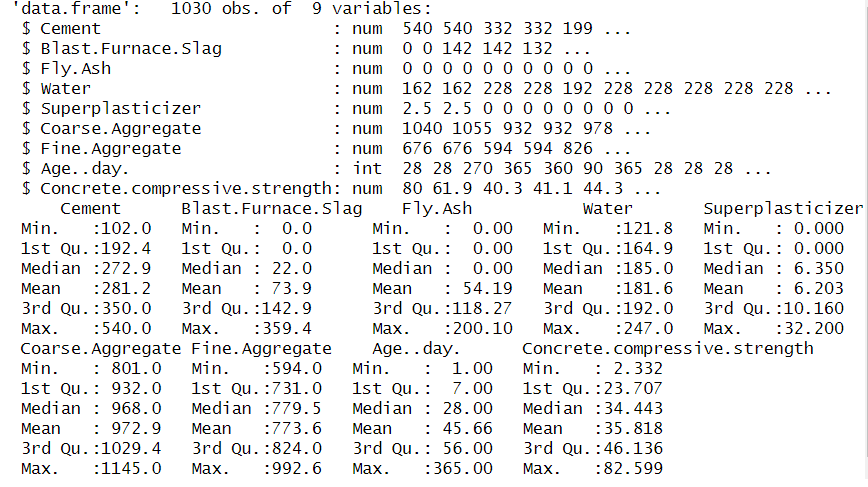 'data.frame':   1030 obs. of  9 variables:
 $ Cement                       : num  540 540 332 332 199 ...
 $ Blast.Furnace.Slag           : num  0 0 142 142 132 ...
 $ Fly.Ash                      : num  0 0 0 0 0 0 0 0 0 0 ...
 $ Water                        : num  162 162 228 228 192 228 228 228 228 228 ...
 $ Superplasticizer             : num  2.5 2.5 0 0 0 0 0 0 0 0 ...
 $ Coarse.Aggregate             : num  1040 1055 932 932 978 ...
 $ Fine.Aggregate               : num  676 676 594 594 826 ...
 $ Age..day.                    : int  28 28 270 365 360 90 365 28 28 28 ...
 $ Concrete.compressive.strength: num  80 61.9 40.3 41.1 44.3 ...
     Cement      Blast.Furnace.Slag    Fly.Ash           Water       Superplasticizer
 Min.   :102.0   Min.   :  0.0      Min.   :  0.00   Min.   :121.8   Min.   : 0.000
 1st Qu.:192.4   1st Qu.:  0.0      1st Qu.:  0.00   1st Qu.:164.9   1st Qu.: 0.000
 Median :272.9   Median : 22.0      Median :  0.00   Median :185.0   Median : 6.350
 Mean   :281.2   Mean   : 73.9      Mean   : 54.19   Mean   :181.6   Mean   : 6.203
 3rd Qu.:350.0   3rd Qu.:142.9      3rd Qu.:118.27   3rd Qu.:192.0   3rd Qu.:10.160
 Max.   :540.0   Max.   :359.4      Max.   :200.10   Max.   :247.0   Max.   :32.200
 Coarse.Aggregate Fine.Aggregate    Age..day.      Concrete.compressive.strength
 Min.   : 801.0   Min.   :594.0   Min.   :  1.00   Min.   : 2.332
 1st Qu.: 932.0   1st Qu.:731.0   1st Qu.:  7.00   1st Qu.:23.707
 Median : 968.0   Median :779.5   Median : 28.00   Median :34.443
 Mean   : 972.9   Mean   :773.6   Mean   : 45.66   Mean   :35.818
 3rd Qu.:1029.4   3rd Qu.:824.0   3rd Qu.: 56.00   3rd Qu.:46.136
 Max.   :1145.0   Max.   :992.6   Max.   :365.00   Max.   :82.599